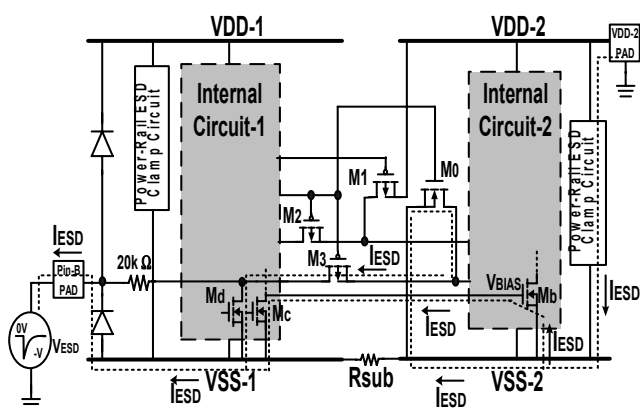 VDD-1
VDD-2
VDD-2
PAD
Internal
Circuit-1
Internal
Circuit-2
Power-Rail ESD
Clamp Circuit
Power-Rail ESD
Clamp Circuit
M1
M0
M2
M3
IESD
IESD
Pin-B
PAD
20k Ω
Md
Mc
VBIAS
Mb
IESD
IESD
IESD
0V
-V
VESD
IESD
VSS-1
Rsub
IESD
VSS-2